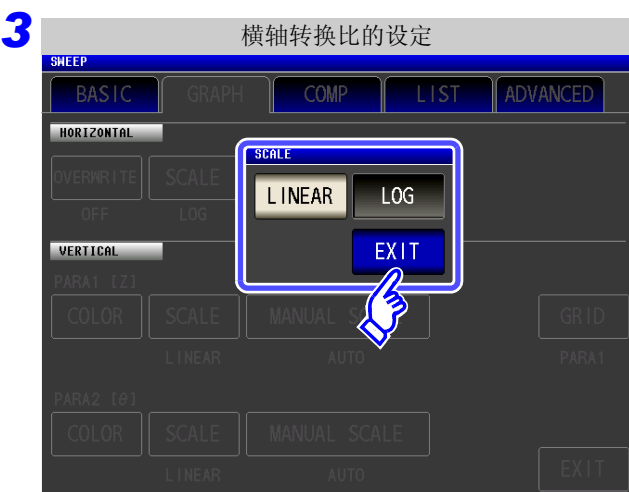 3
横轴转换比的设定
SWEEP
BASIC GRAPH COMP LIST ADVANCED
HORIZONTAL
OVERWRITE SCALE
OFF LOG
SCALE
LINEAR LOG
EXIT
VERTICAL
PARA1 [Z]
COLOR SCALE MANUAL SCALE GRID
LINEAR AUTO PARA1
PARA2 [θ]
COLOR SCALE MANUAL SCALE
LINEAR AUTO EXIT